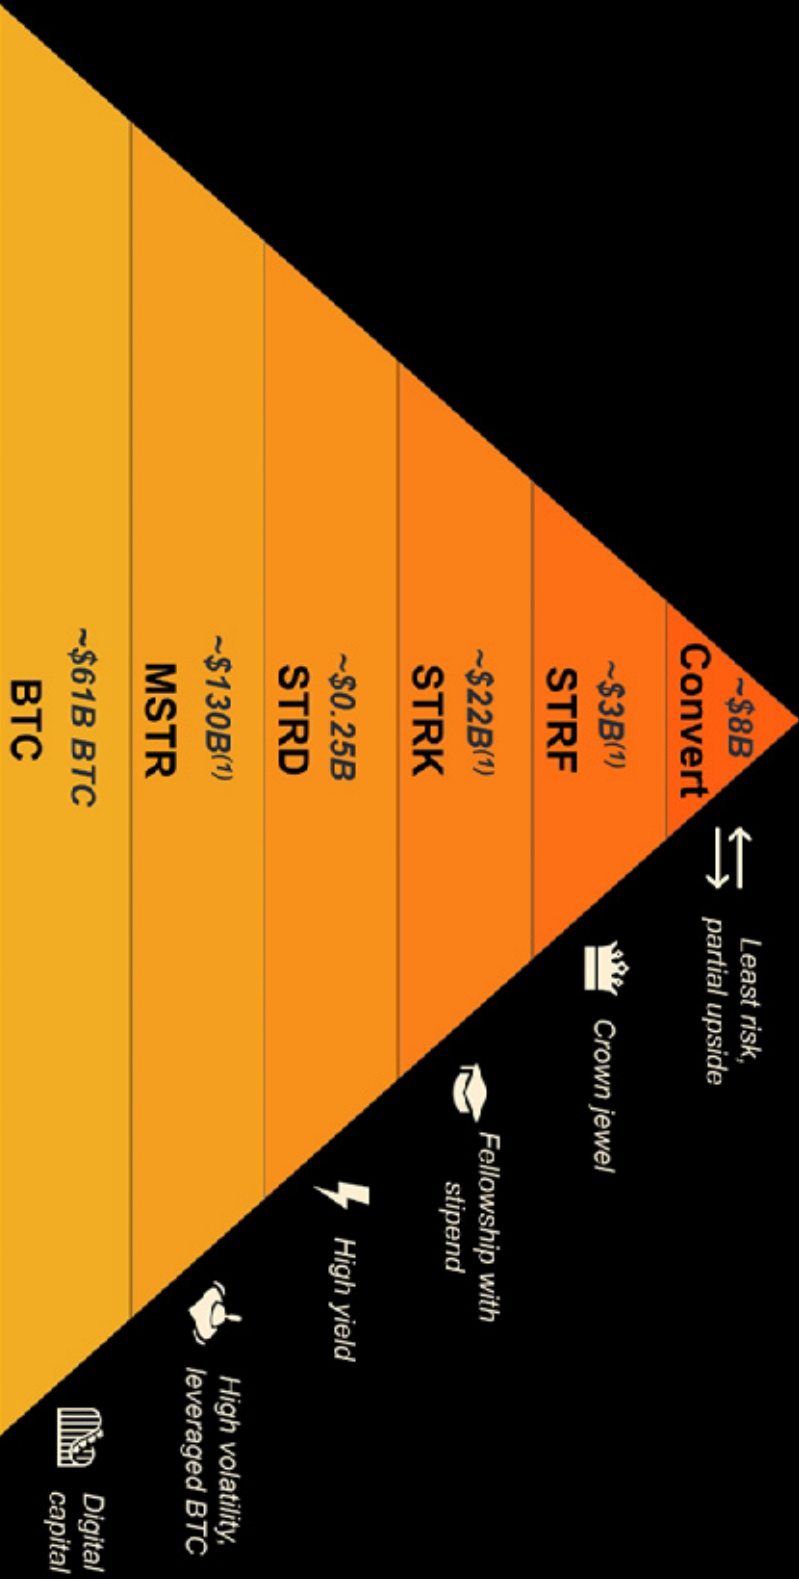 ~$8B
Convert
Least risk,
partial upside
~$3B(1)
STRF
Crown jewel
~$22B(1)
STRK
Fellowship with
stipend
~$0.25B
STRD
High yield
~$130B(1)
MSTR
High volatility,
leveraged BTC
~$61B BTC
BTC
Digital
capital